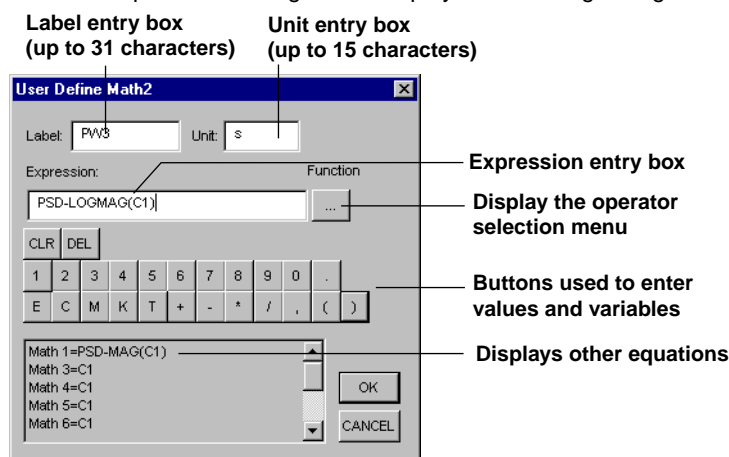 Label entry box
(up to 31 characters)
Unit entry box
(up to 15 characters)
User Define Math2
Label: PW3 Unit: s
Expression: Function
PSD-LOGMAG(C1) ...
Expression entry box
Display the operator
selection menu
CLR DEL
1 2 3 4 5 6 7 8 9 0 .
E C M K T + - * / , ( )
Buttons used to enter
values and variables
Math 1=PSD-MAG(C1)
Math 3=C1
Math 4=C1
Math 5=C1
Math 6=C1
Displays other equations
OK
CANCEL